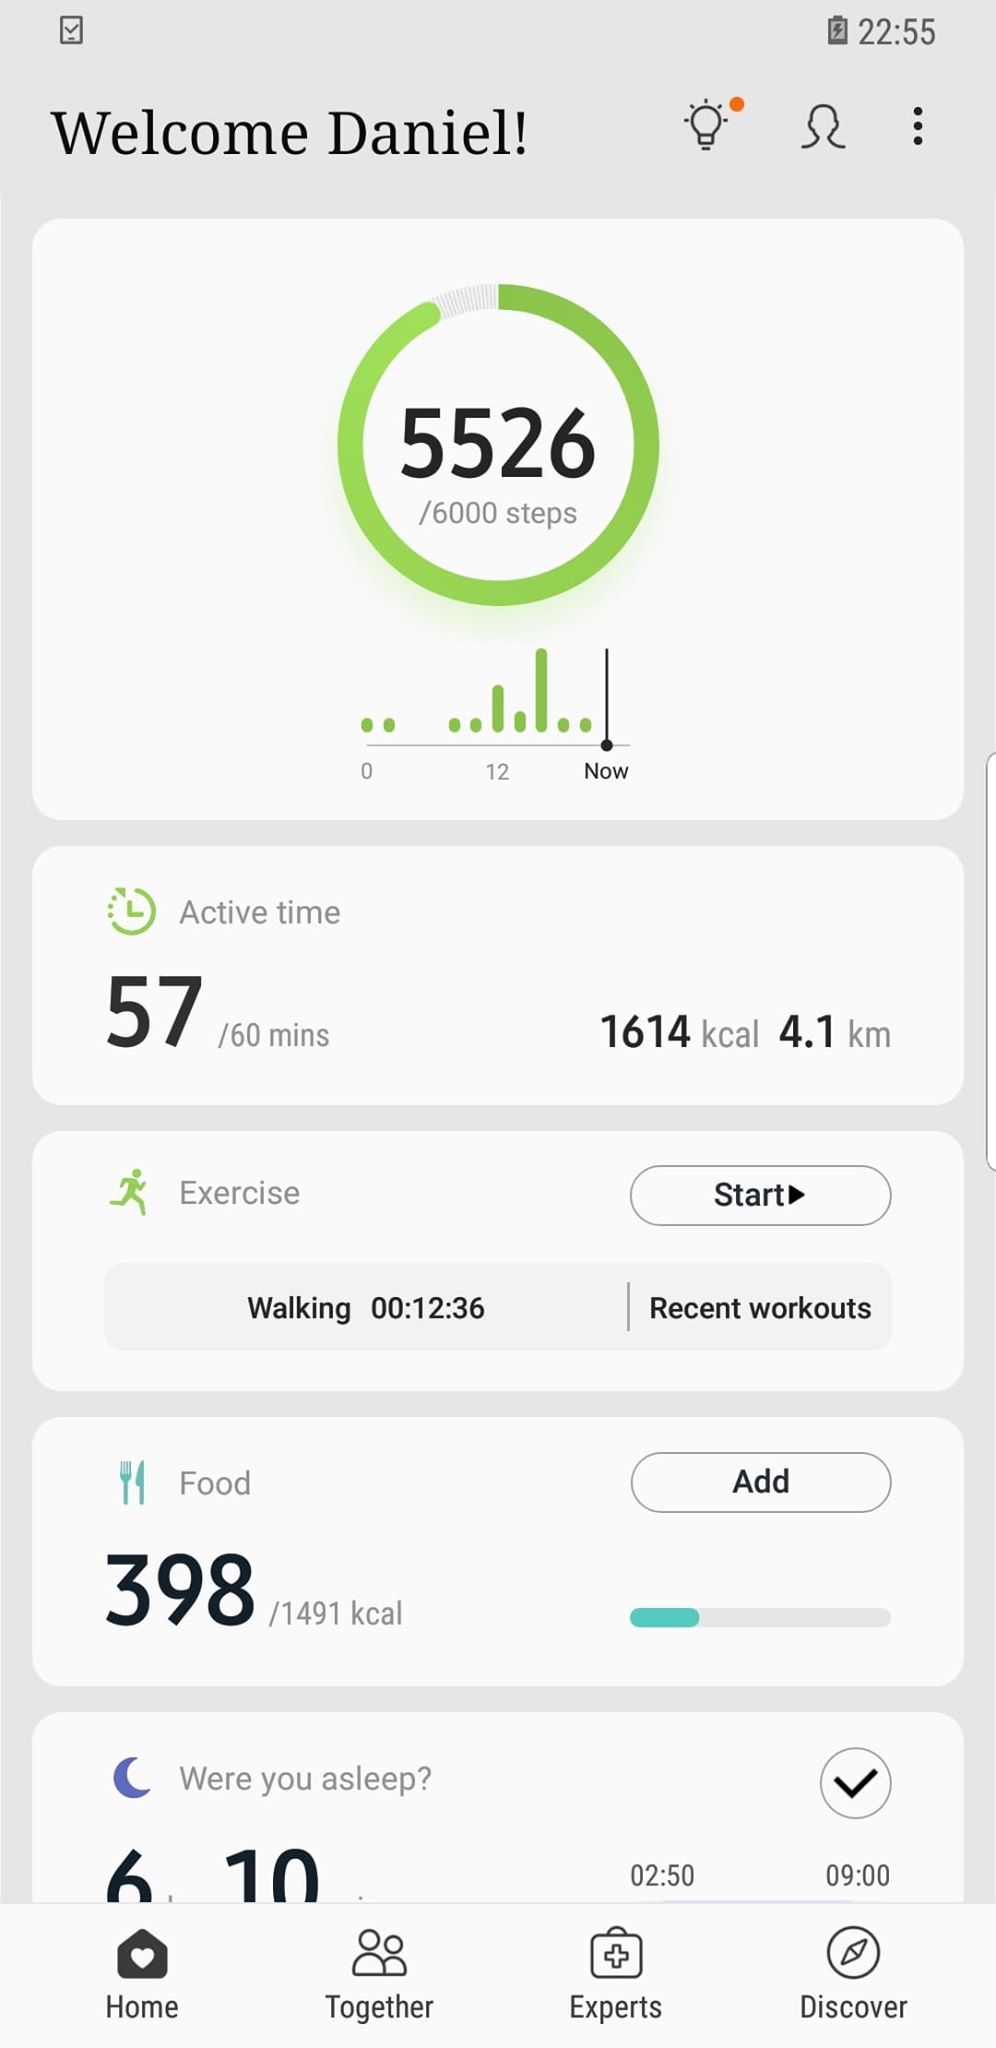 22:55
Welcome Daniel!
5526
/6000 steps
0 12 Now
Active time
57 /60 mins 1614 kcal 4.1 km
Exercise Start
Walking 00:12:36 Recent workouts
Food Add
398 /1491 kcal
Were you asleep?
6 10 02:50 09:00
Home Together Experts Discover